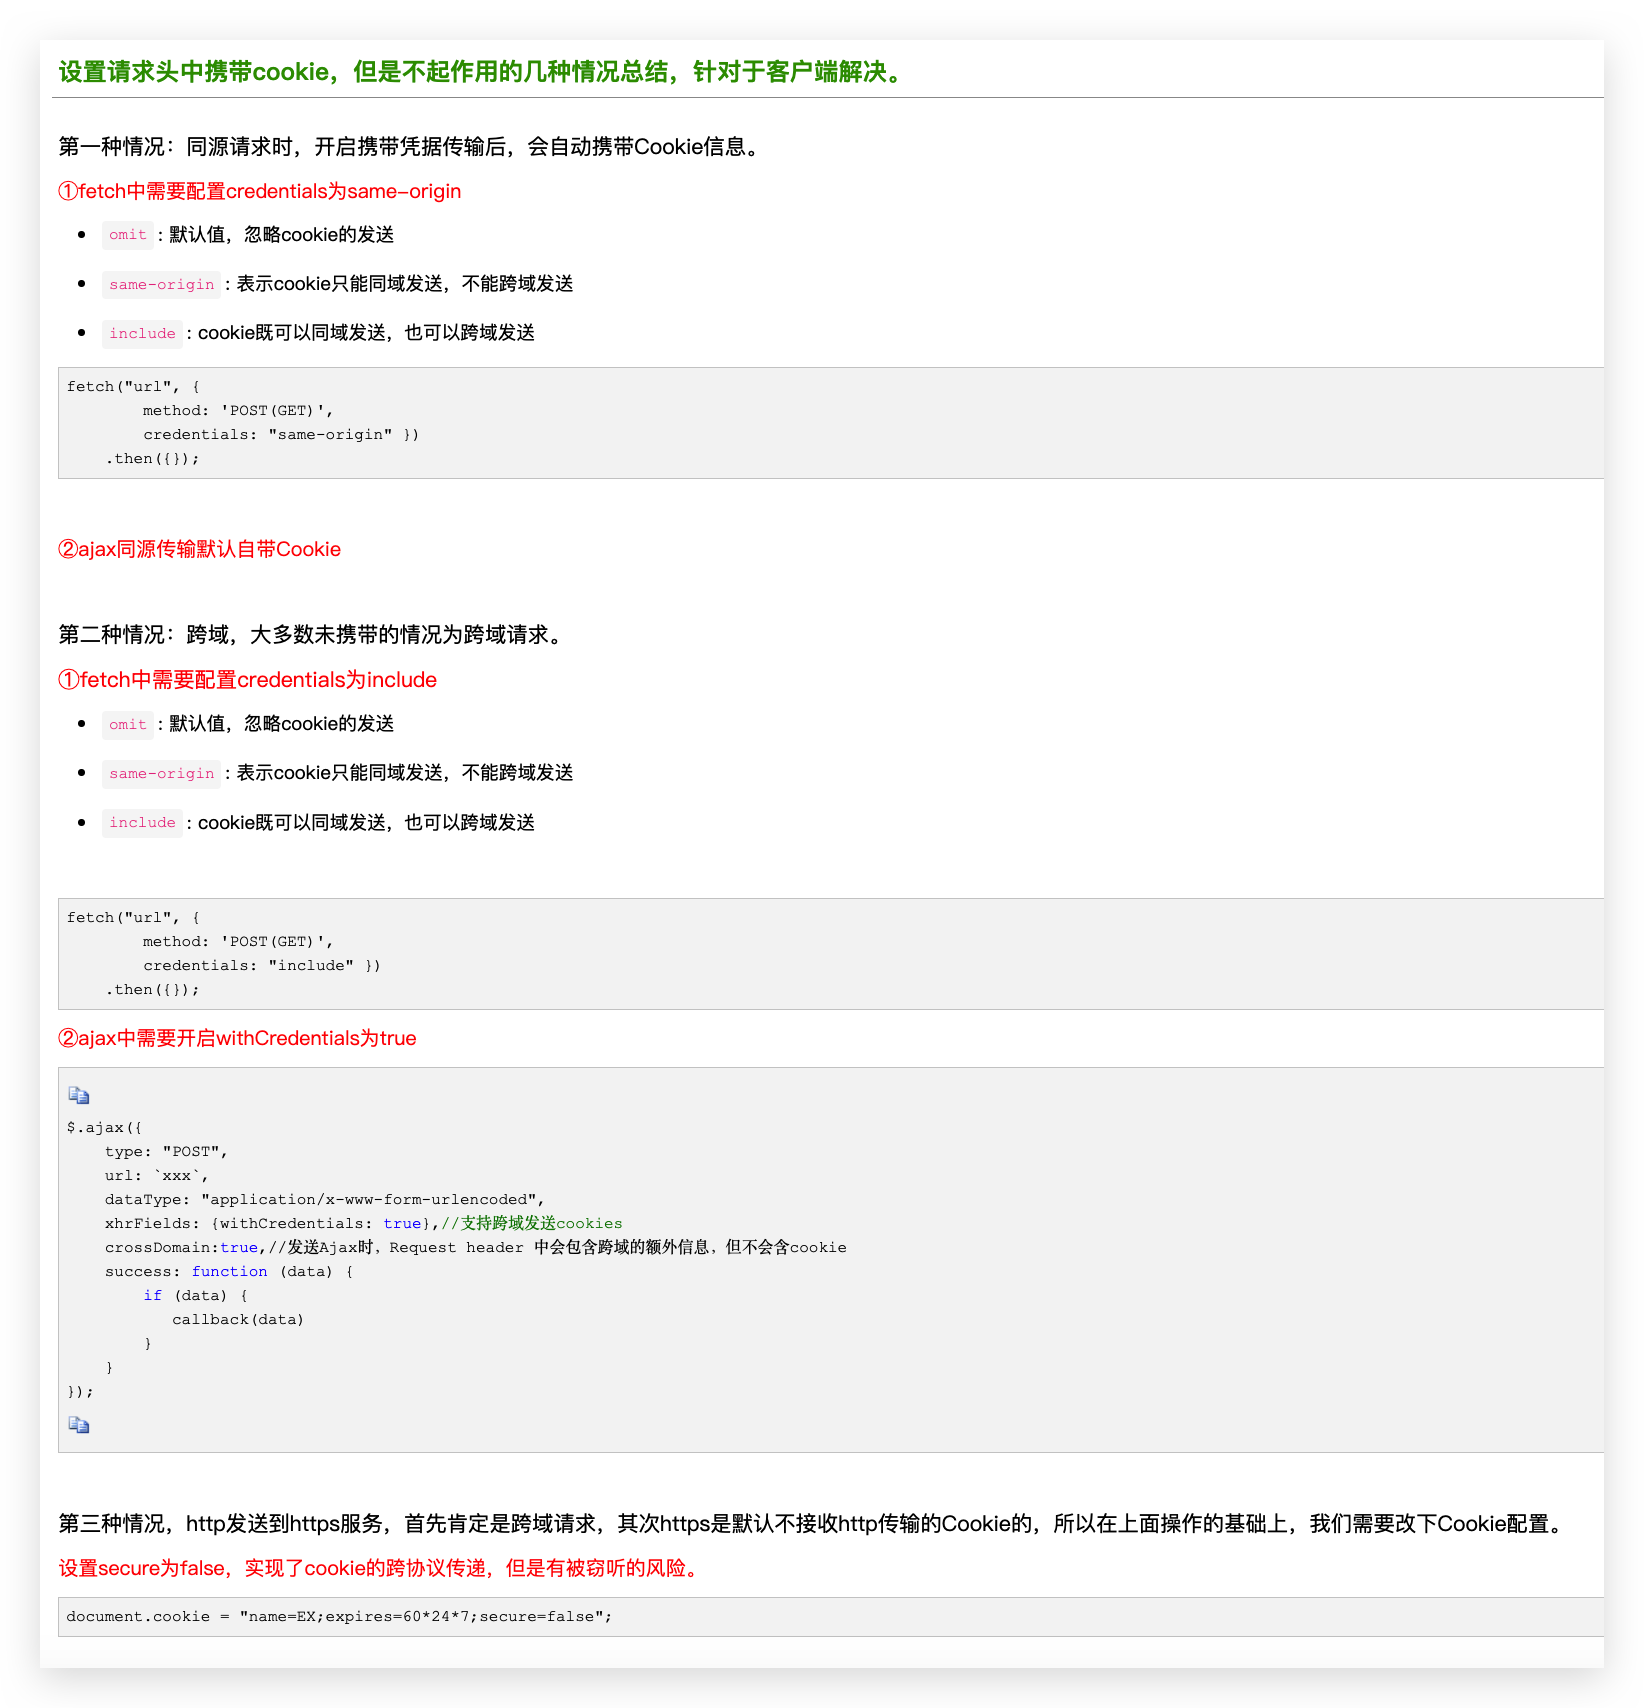 设置请求头中携带cookie，但是不起作用的几种情况总结，针对于客户端解决。
第一种情况：同源请求时，开启携带凭据传输后，会自动携带Cookie信息。
①fetch中需要配置credentials为same-origin
omit : 默认值，忽略cookie的发送
same-origin : 表示cookie只能同域发送，不能跨域发送
include : cookie既可以同域发送，也可以跨域发送
fetch("url", {
        method: 'POST(GET)',
        credentials: "same-origin" })
    .then({});
②ajax同源传输默认自带Cookie
第二种情况：跨域，大多数未携带的情况为跨域请求。
①fetch中需要配置credentials为include
omit : 默认值，忽略cookie的发送
same-origin : 表示cookie只能同域发送，不能跨域发送
include : cookie既可以同域发送，也可以跨域发送
fetch("url", {
        method: 'POST(GET)',
        credentials: "include" })
    .then({});
②ajax中需要开启withCredentials为true
$.ajax({
    type: "POST",
    url: `xxx`,
    dataType: "application/x-www-form-urlencoded",
    xhrFields: {withCredentials: true},//支持跨域发送cookies
    crossDomain:true,//发送Ajax时，Request header 中会包含跨域的额外信息，但不会含cookie
    success: function (data) {
        if (data) {
           callback(data)
        }
    }
});
第三种情况，http发送到https服务，首先肯定是跨域请求，其次https是默认不接收http传输的Cookie的，所以在上面操作的基础上，我们需要改下Cookie配置。
设置secure为false，实现了cookie的跨协议传递，但是有被窃听的风险。
document.cookie = "name=EX;expires=60*24*7;secure=false";